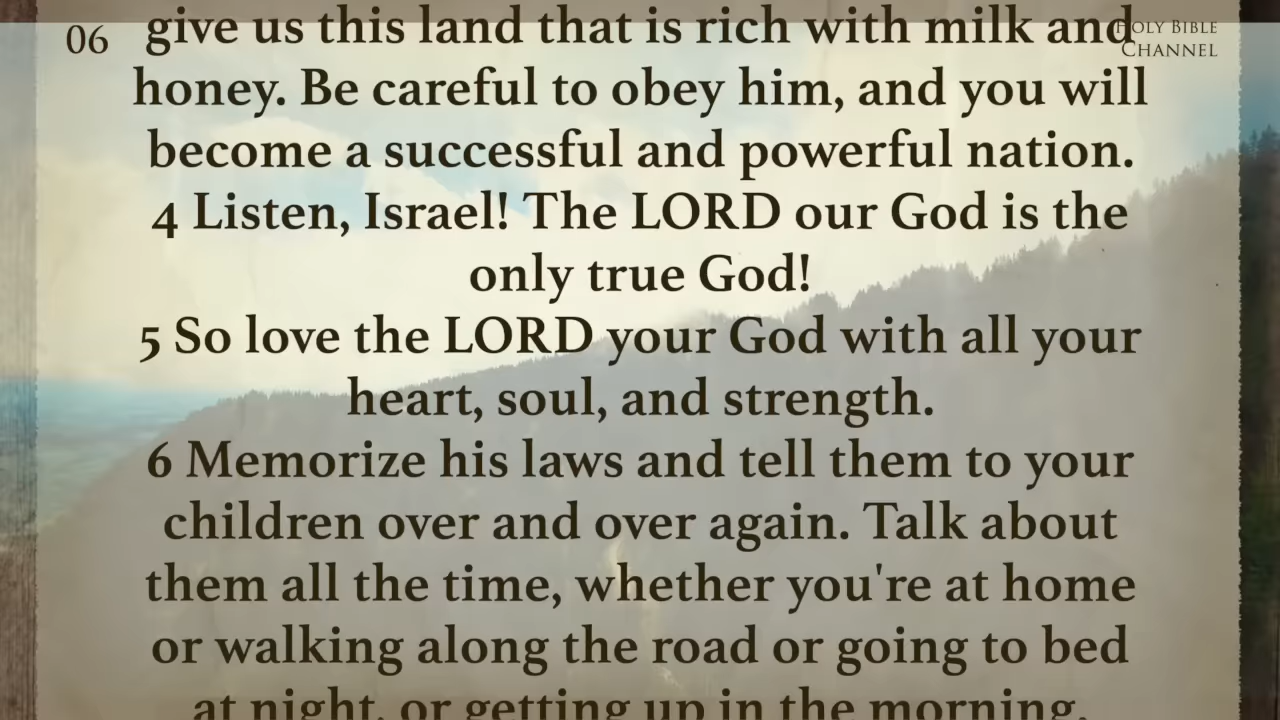 06
HOLY BIBLE
CHANNEL
give us this land that is rich with milk and
honey. Be careful to obey him, and you will
become a successful and powerful nation.
4 Listen, Israel! The LORD our God is the
only true God!
5 So love the LORD your God with all your
heart, soul, and strength.
6 Memorize his laws and tell them to your
children over and over again. Talk about
them all the time, whether you're at home
or walking along the road or going to bed
at night, or getting up in the morning.